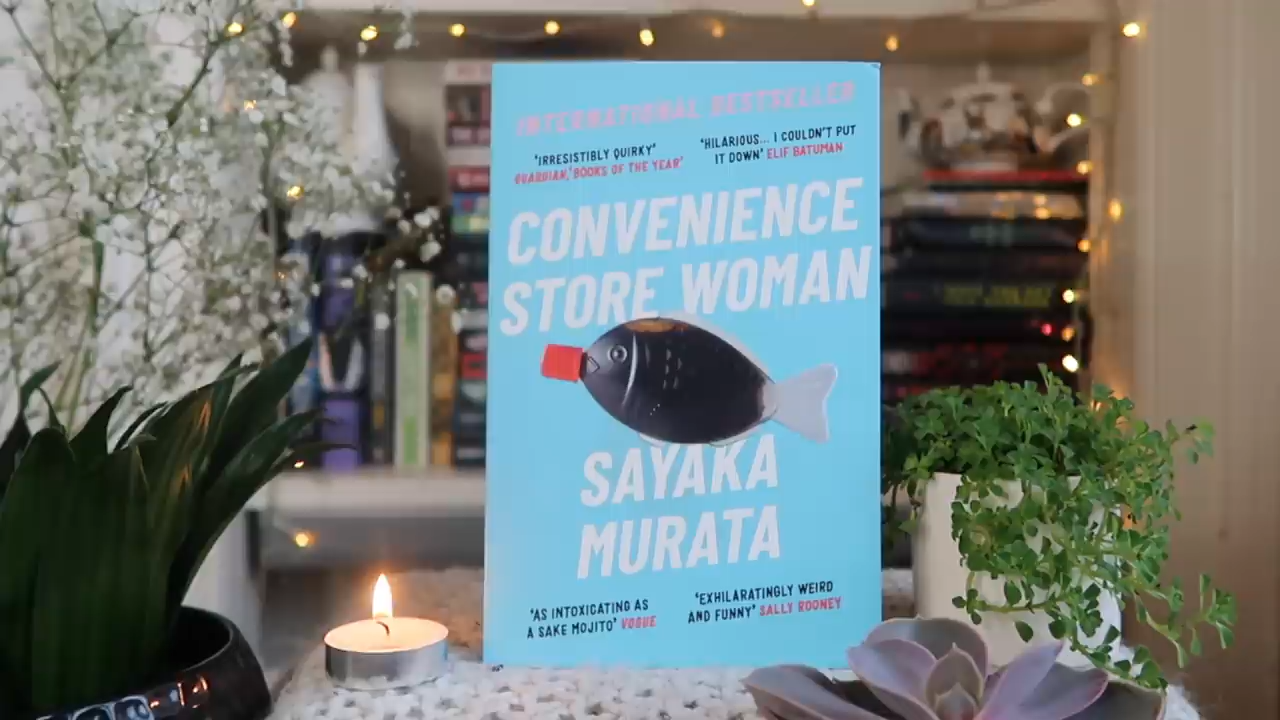 INTERNATIONAL BESTSELLER
'IRRESISTIBLY QUIRKY'
GUARDIAN, 'BOOKS OF THE YEAR'
'HILARIOUS... I COULDN'T PUT
IT DOWN' ELIF BATUMAN
CONVENIENCE
STORE WOMAN
SAYAKA
MURATA
'AS INTOXICATING AS
A SAKE MOJITO' VOGUE
'EXHILARATINGLY WEIRD
AND FUNNY' SALLY ROONEY